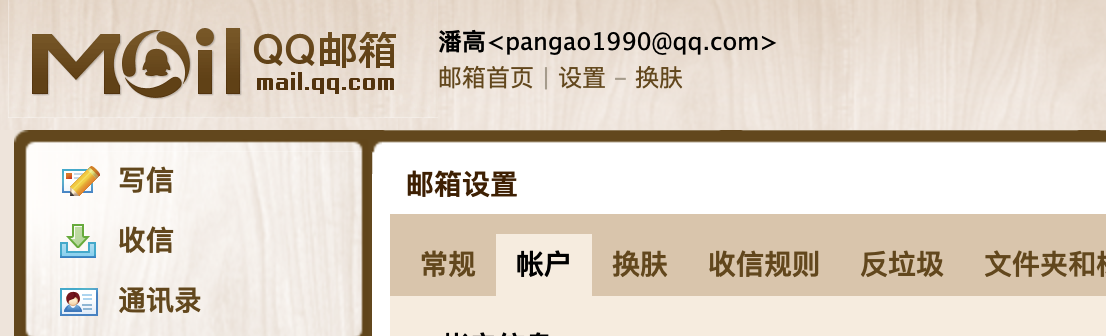 Mail QQ邮箱
mail.qq.com
潘高<pangao1990@qq.com>
邮箱首页 | 设置 – 换肤
写信
收信
通讯录
邮箱设置
常规 帐户 换肤 收信规则 反垃圾 文件夹和